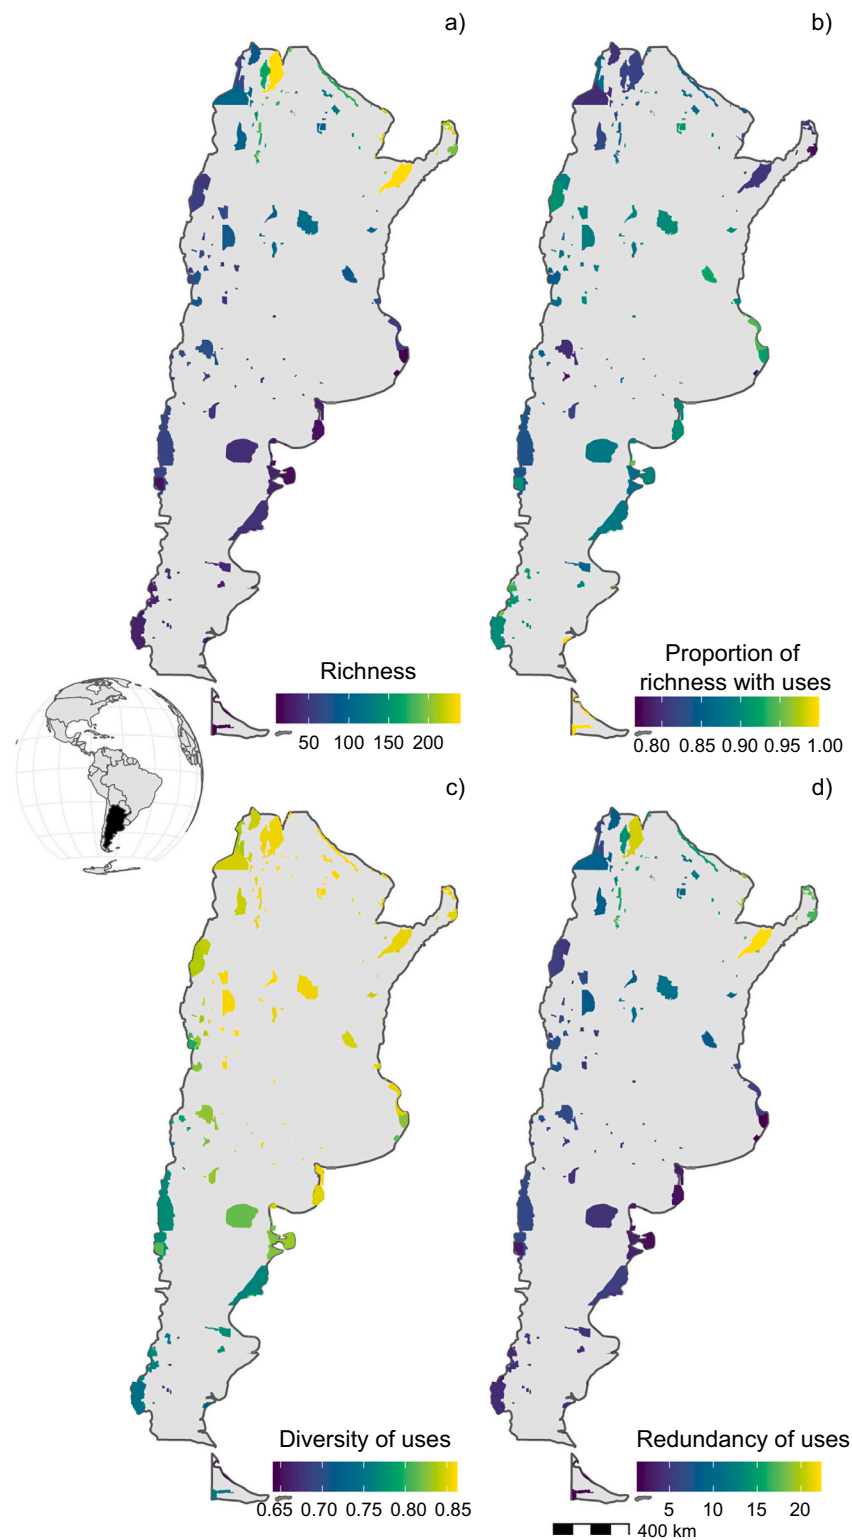 a)
b)
Richness
50 100 150 200
Proportion of
richness with uses
0.80 0.85 0.90 0.95 1.00
c)
d)
Diversity of uses
0.65 0.70 0.75 0.80 0.85
Redundancy of uses
5 10 15 20
400 km